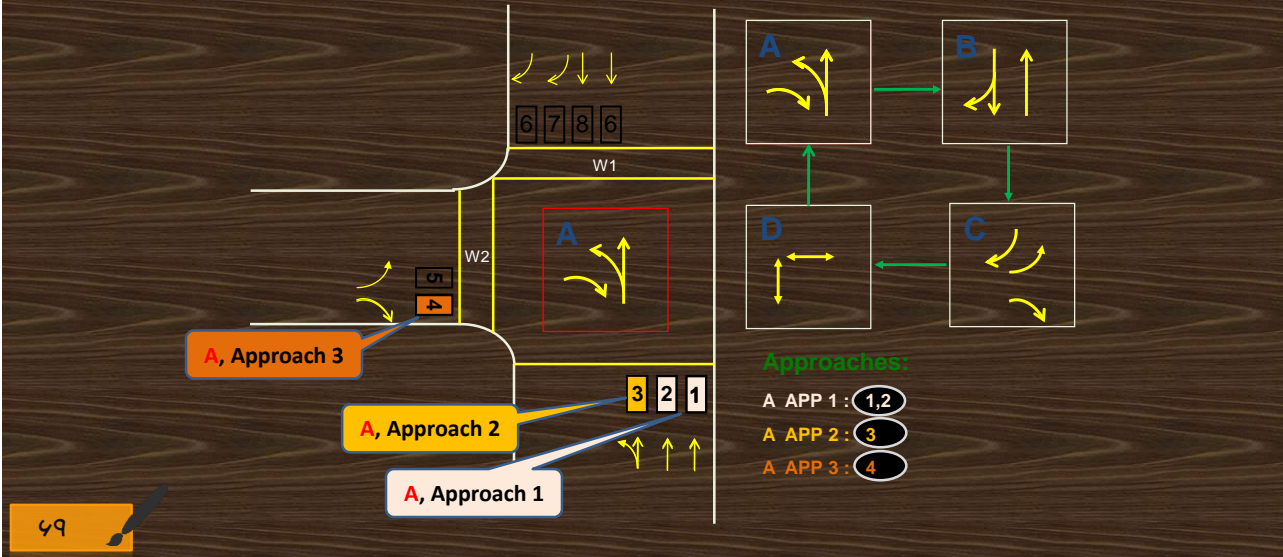 6 7 8 6
W1
W2
A
5
4
A, Approach 3
3 2 1
A, Approach 2
A, Approach 1
A
B
D
C
Approaches:
A APP 1 : 1,2
A APP 2 : 3
A APP 3 : 4
۶۹